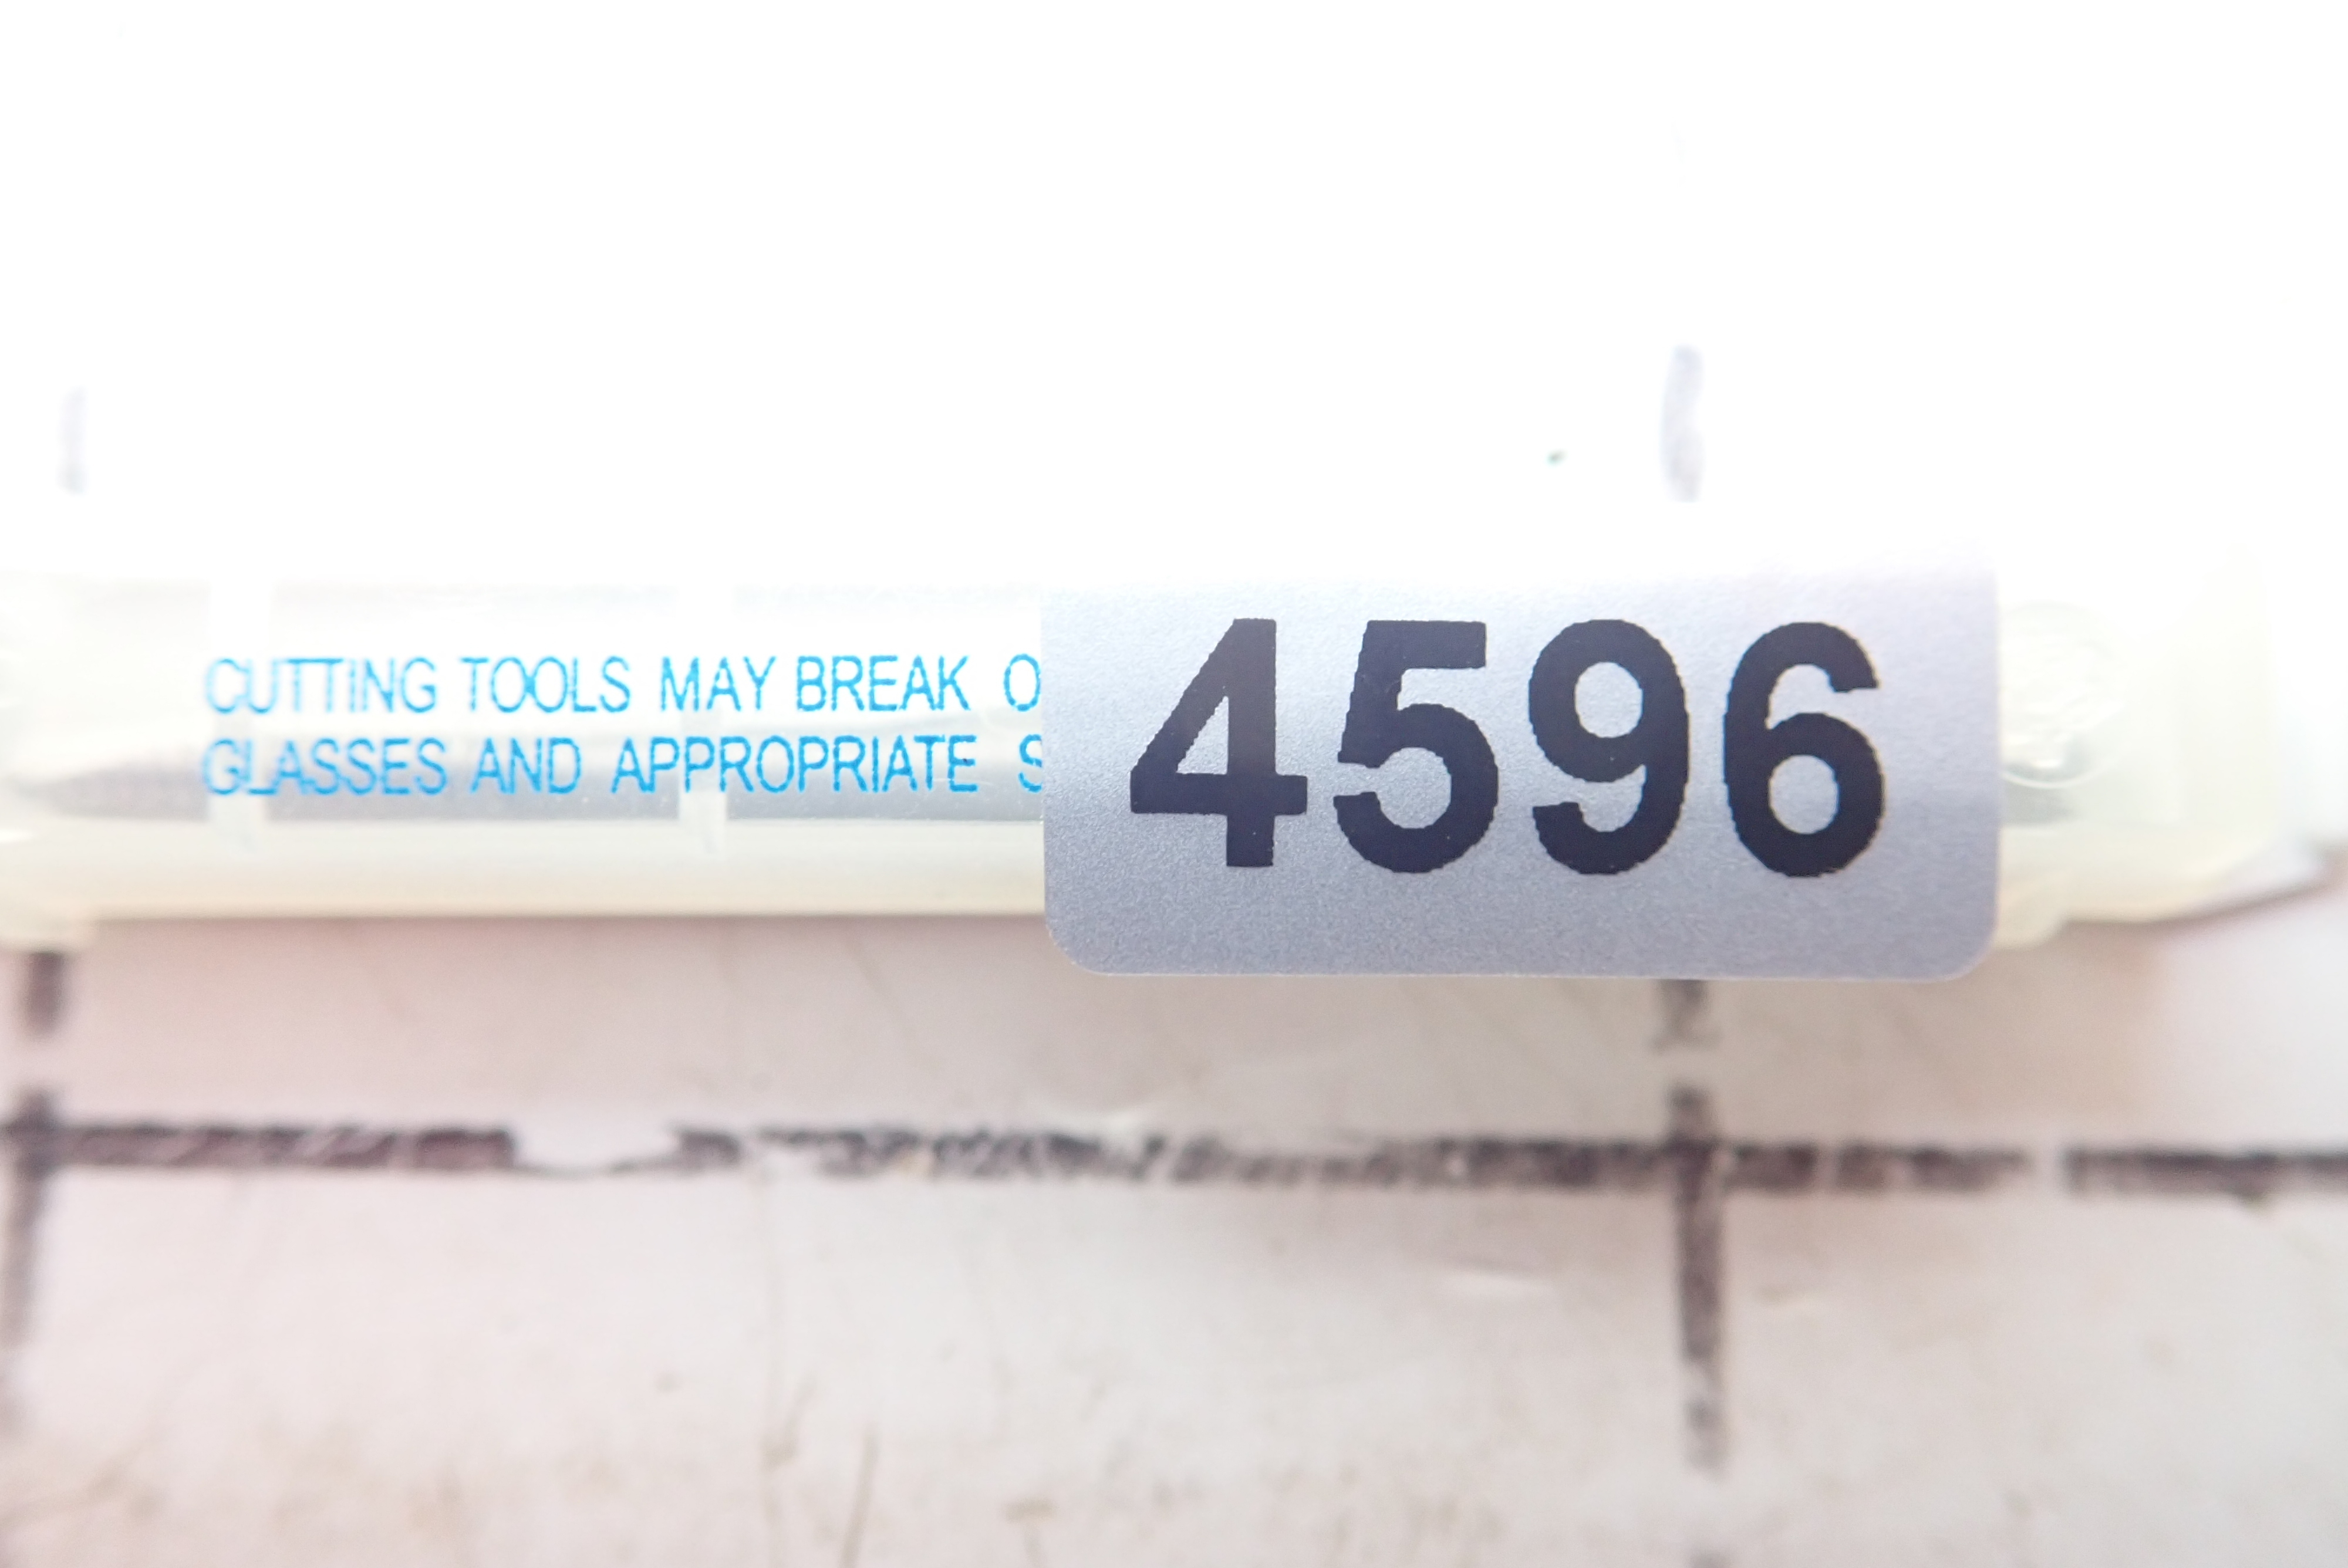 CUTTING TOOLS MAY BREAK O
GLASSES AND APPROPRIATE S
4596